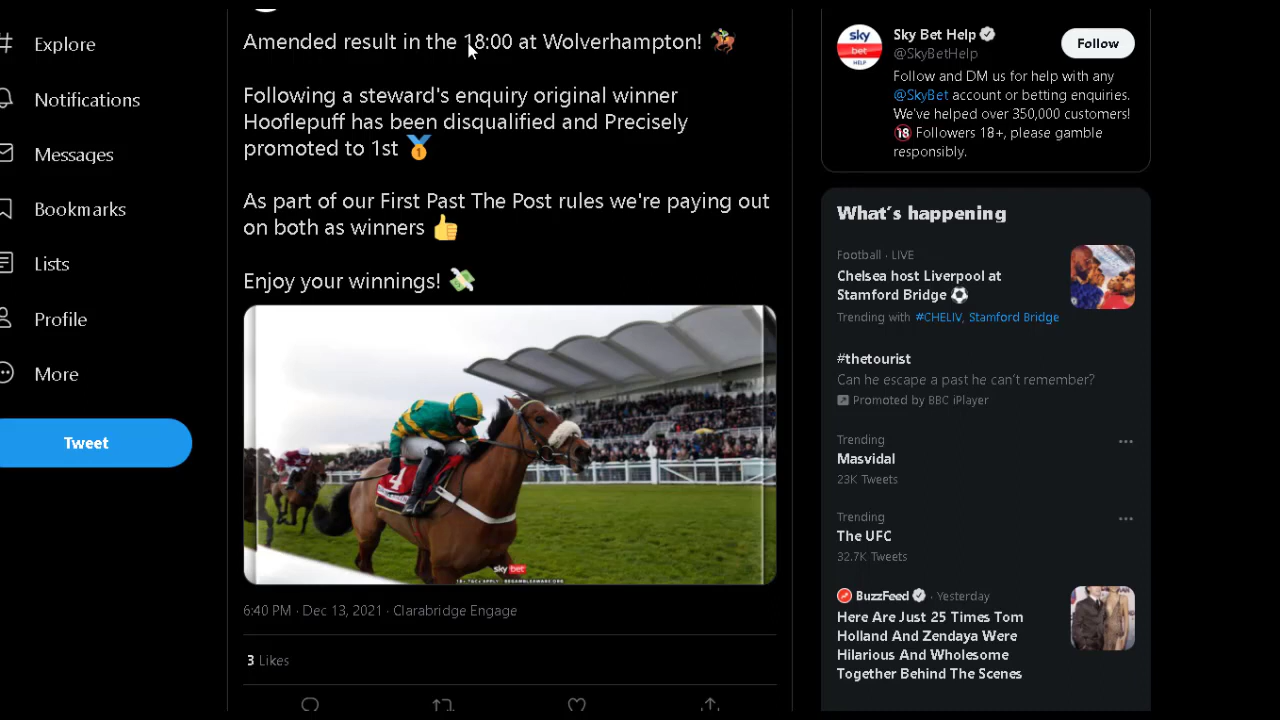 Explore
Notifications
Messages
Bookmarks
Lists
Profile
More
Tweet
Amended result in the 18:00 at Wolverhampton! 🏇
Following a steward's enquiry original winner
Hooflepuff has been disqualified and Precisely
promoted to 1st 🥇
As part of our First Past The Post rules we're paying out
on both as winners 👍
Enjoy your winnings! 💸
4
sky bet
6:40 PM · Dec 13, 2021 · Clarabridge Engage
3 Likes
sky
bet
HELP
Sky Bet Help
@SkyBetHelp
Follow
Follow and DM us for help with any
@SkyBet account or betting enquiries.
We've helped over 350,000 customers!
🔞 Followers 18+, please gamble
responsibly.
What's happening
Football · LIVE
Chelsea host Liverpool at
Stamford Bridge ⚽
Trending with #CHELIV, Stamford Bridge
#thetourist
Can he escape a past he can't remember?
Promoted by BBC iPlayer
Trending
Masvidal
23K Tweets
Trending
The UFC
32.7K Tweets
BuzzFeed · Yesterday
Here Are Just 25 Times Tom
Holland And Zendaya Were
Hilarious And Wholesome
Together Behind The Scenes